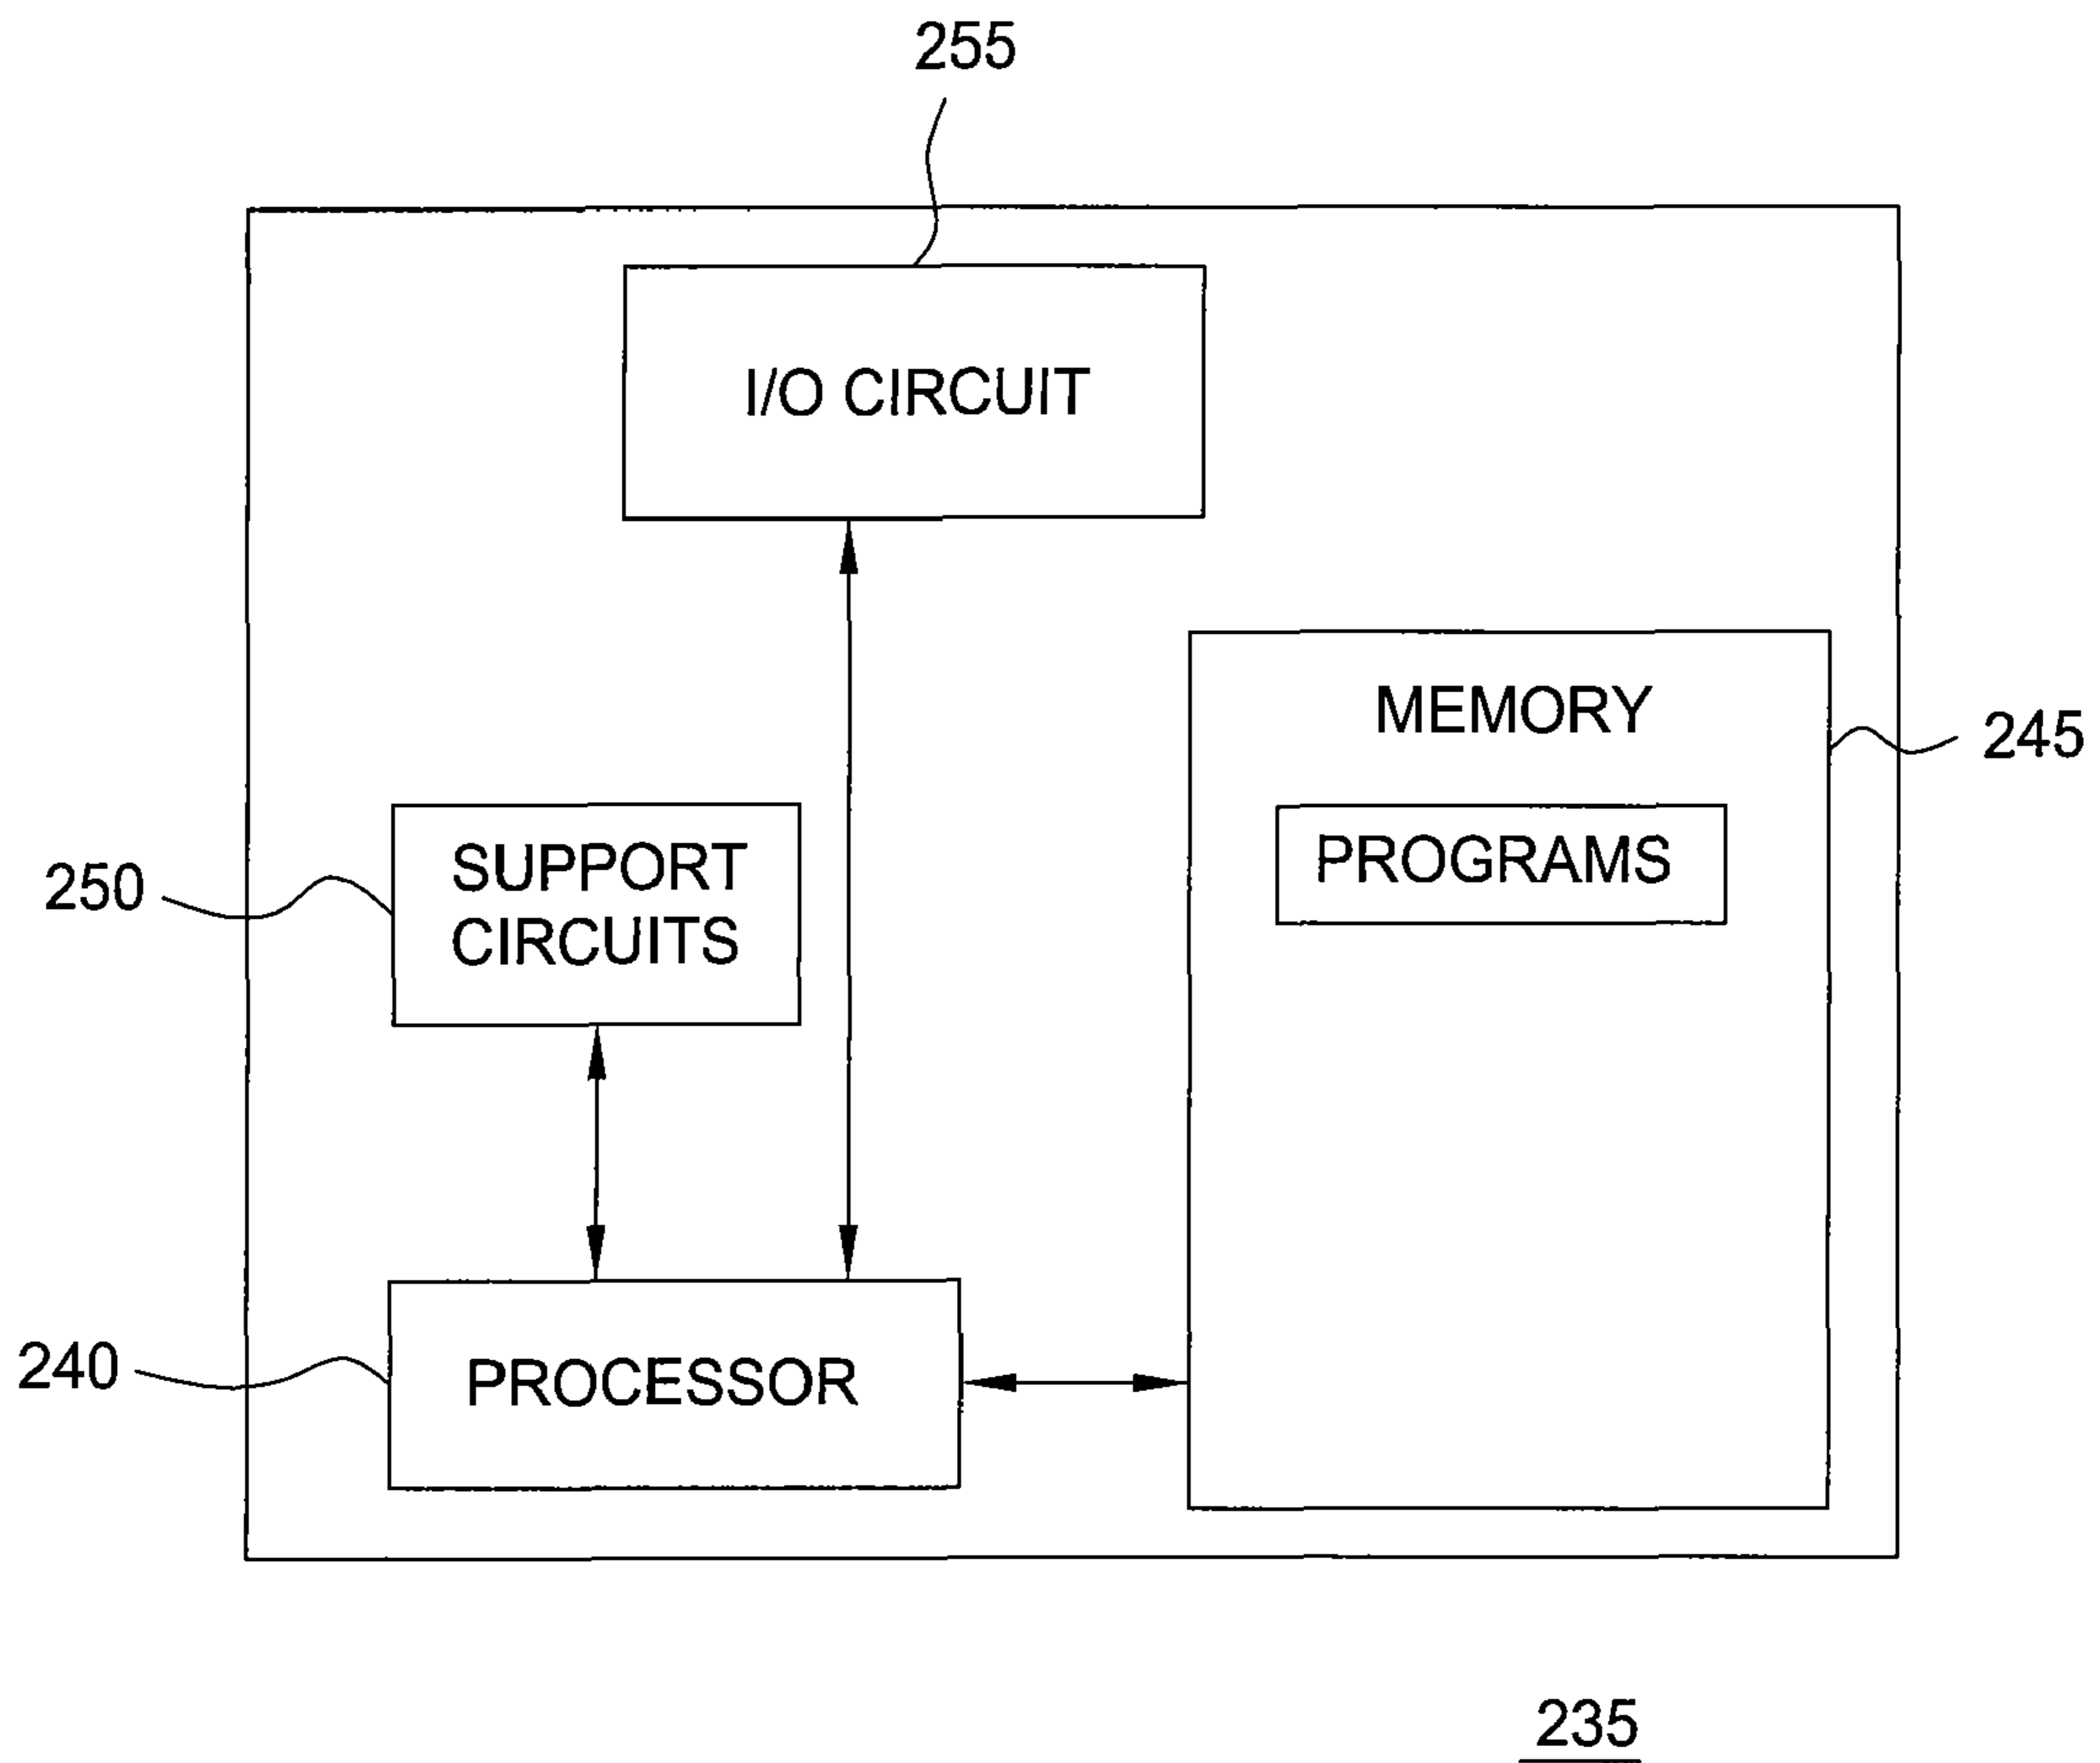 255
I/O CIRCUIT
MEMORY
245
PROGRAMS
SUPPORT
CIRCUITS
250
240
PROCESSOR
235